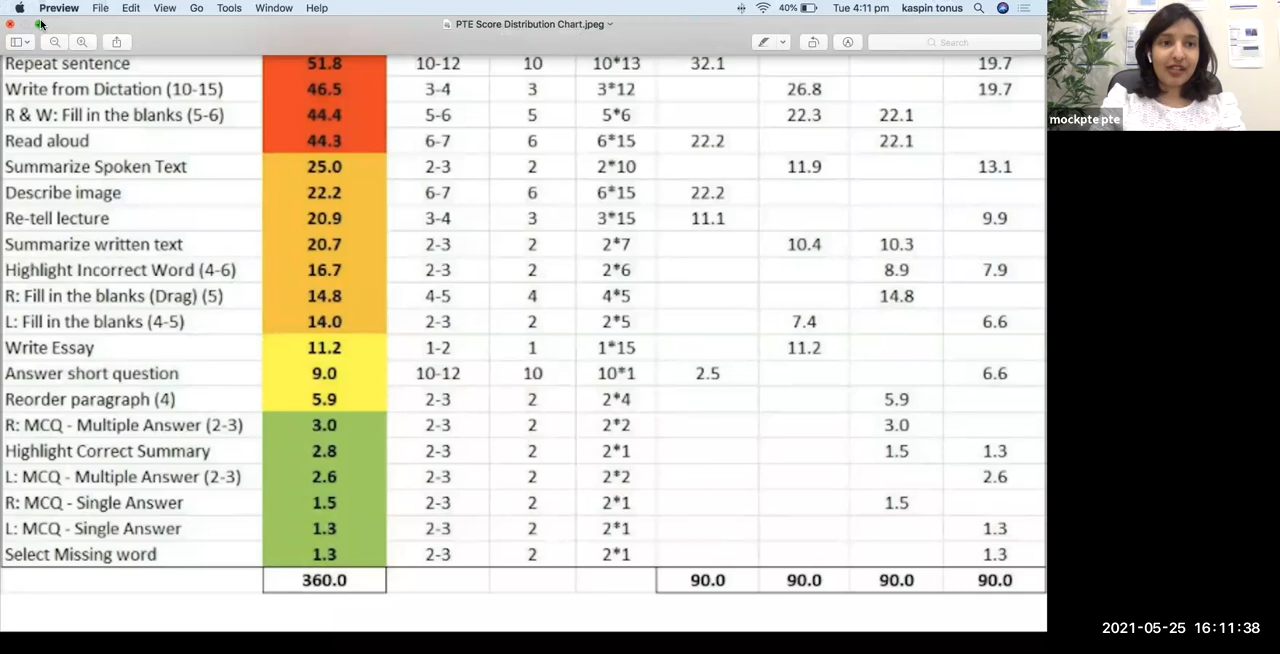 Preview File Edit View Go Tools Window Help 40% Tue 4:11 pm kaspin tonus
PTE Score Distribution Chart.jpeg
Search
Repeat sentence 51.8 10-12 10 10*13 32.1 19.7
Write from Dictation (10-15) 46.5 3-4 3 3*12 26.8 19.7
R & W: Fill in the blanks (5-6) 44.4 5-6 5 5*6 22.3 22.1
Read aloud 44.3 6-7 6 6*15 22.2 22.1
Summarize Spoken Text 25.0 2-3 2 2*10 11.9 13.1
Describe image 22.2 6-7 6 6*15 22.2
Re-tell lecture 20.9 3-4 3 3*15 11.1 9.9
Summarize written text 20.7 2-3 2 2*7 10.4 10.3
Highlight Incorrect Word (4-6) 16.7 2-3 2 2*6 8.9 7.9
R: Fill in the blanks (Drag) (5) 14.8 4-5 4 4*5 14.8
L: Fill in the blanks (4-5) 14.0 2-3 2 2*5 7.4 6.6
Write Essay 11.2 1-2 1 1*15 11.2
Answer short question 9.0 10-12 10 10*1 2.5 6.6
Reorder paragraph (4) 5.9 2-3 2 2*4 5.9
R: MCQ - Multiple Answer (2-3) 3.0 2-3 2 2*2 3.0
Highlight Correct Summary 2.8 2-3 2 2*1 1.5 1.3
L: MCQ - Multiple Answer (2-3) 2.6 2-3 2 2*2 2.6
R: MCQ - Single Answer 1.5 2-3 2 2*1 1.5
L: MCQ - Single Answer 1.3 2-3 2 2*1 1.3
Select Missing word 1.3 2-3 2 2*1 1.3
360.0 90.0 90.0 90.0 90.0
mockpte pte
2021-05-25 16:11:38